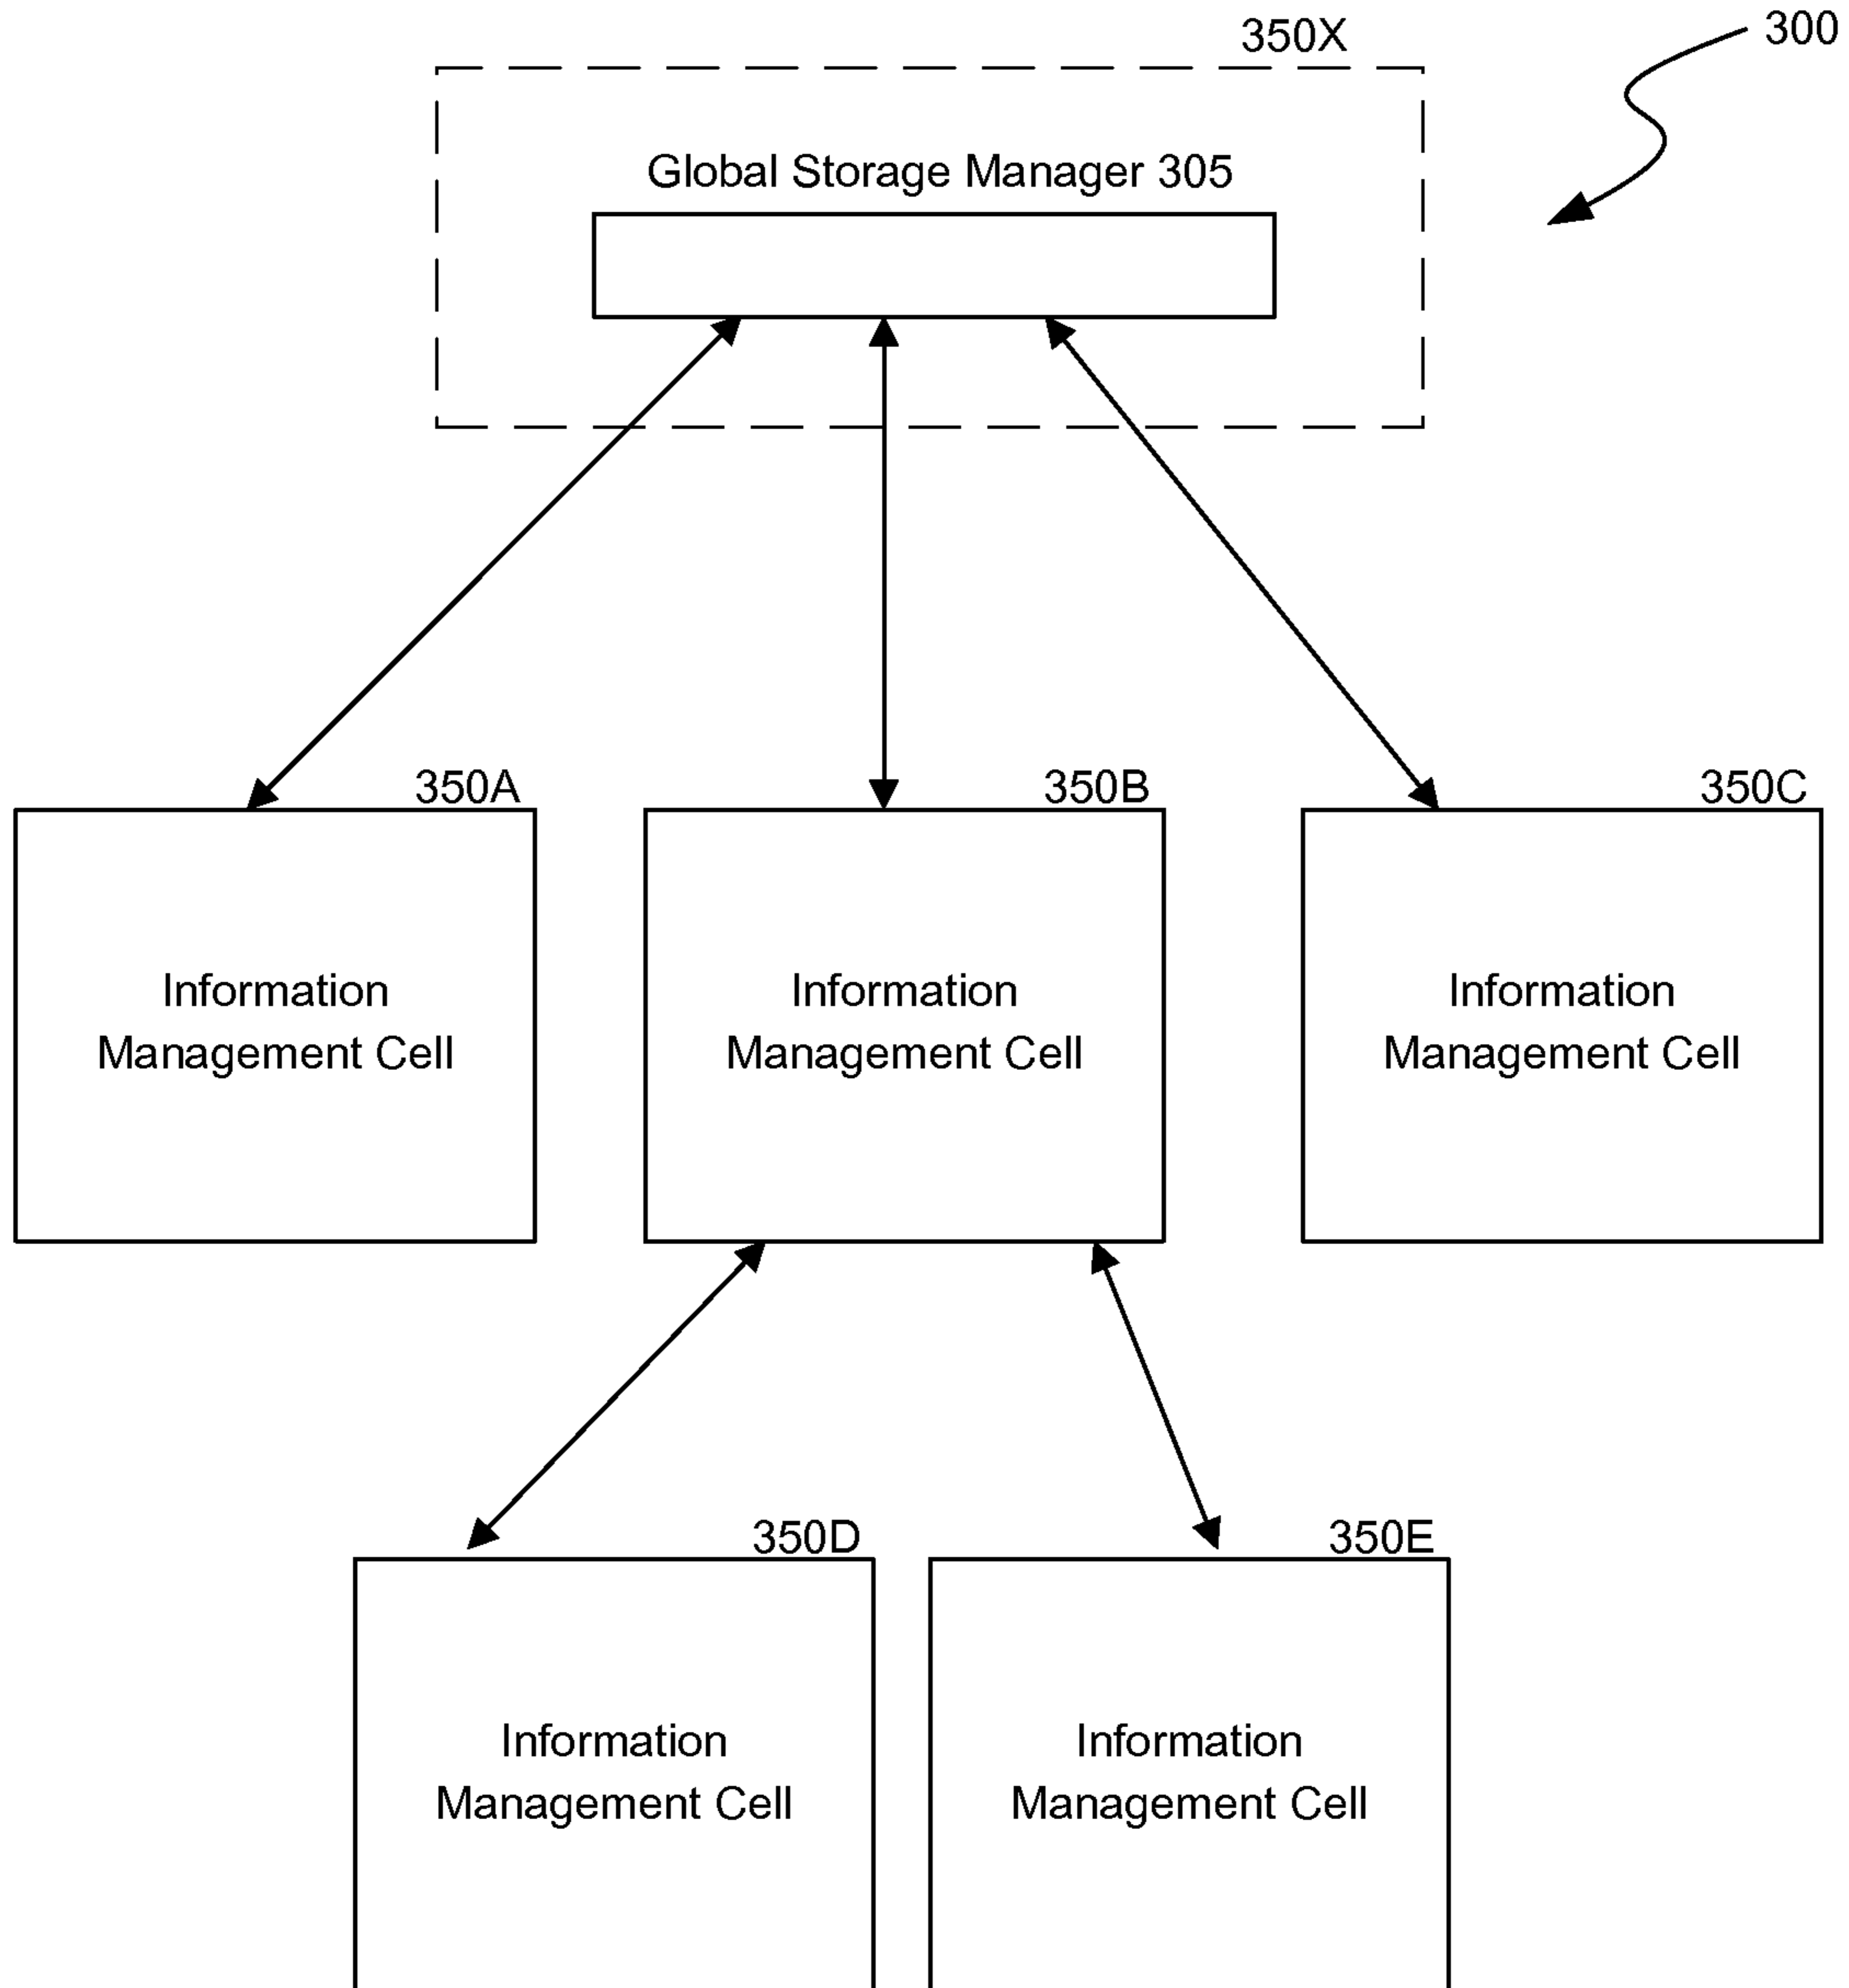 350X
300
Global Storage Manager 305
350A
350B
350C
Information
Management Cell
Information
Management Cell
Information
Management Cell
350D
350E
Information
Management Cell
Information
Management Cell